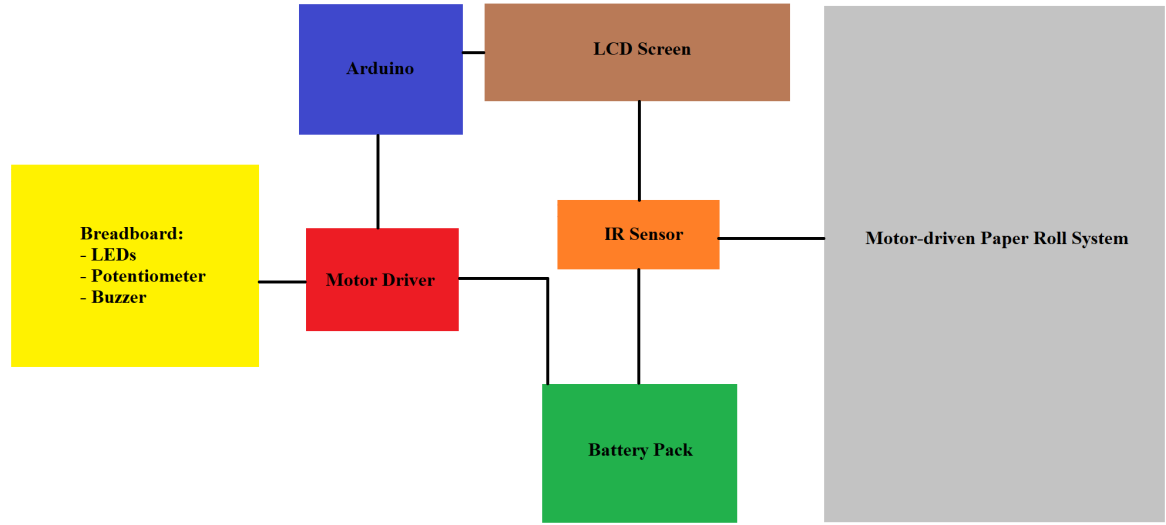 Arduino
LCD Screen
Breadboard:
- LEDs
- Potentiometer
- Buzzer
Motor Driver
IR Sensor
Motor-driven Paper Roll System
Battery Pack